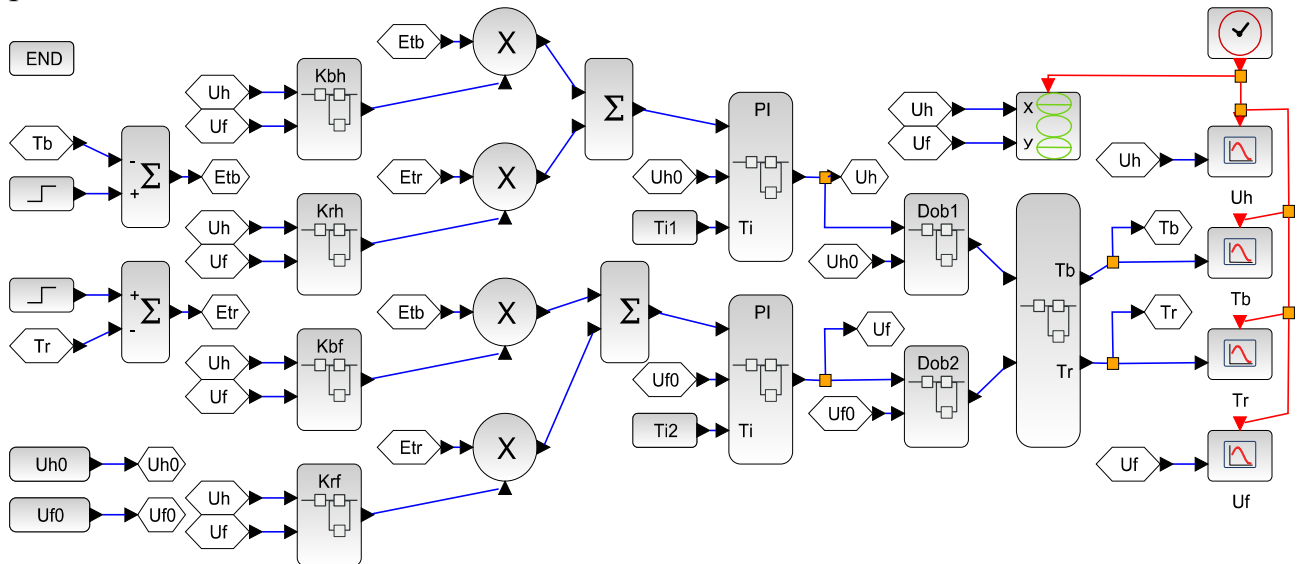 END
Tb
-
+
Σ
Etb
+
-
Σ
Etr
Tr
Uh0
Uh0
Uf0
Uf0
Uh
Uf
Kbh
Uh
Uf
Krh
Uh
Uf
Kbf
Uh
Uf
Krf
Etb
X
Etr
X
Etb
X
Etr
X
Σ
Σ
PI
Uh0
Ti1
Ti
Uh
PI
Uf0
Ti2
Ti
Uf
Dob1
Uh0
Dob2
Uf0
Tb
Tr
Tb
Tr
Uh
Uf
X
У
Uh
Uh
Tb
Tr
Uf
Uf